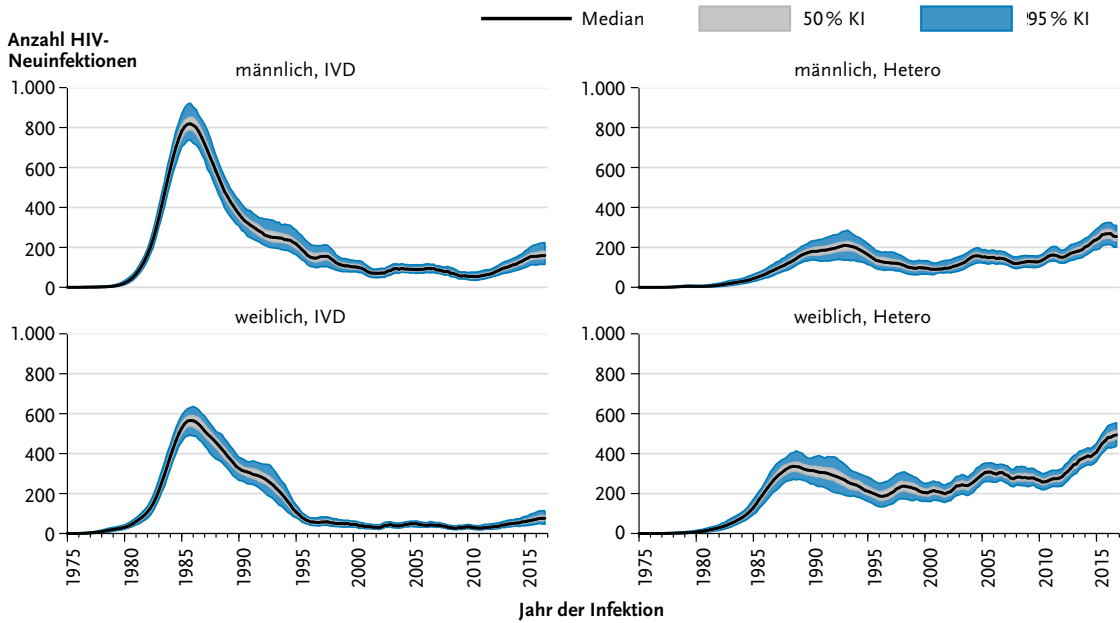 Median 50 % KI 95 % KI
Anzahl HIV-
Neuinfektionen
männlich, IVD
1.000
800
600
400
200
0
männlich, Hetero
1.000
800
600
400
200
0
weiblich, IVD
1.000
800
600
400
200
0
1975 1980 1985 1990 1995 2000 2005 2010 2015
weiblich, Hetero
1.000
800
600
400
200
0
1975 1980 1985 1990 1995 2000 2005 2010 2015
Jahr der Infektion